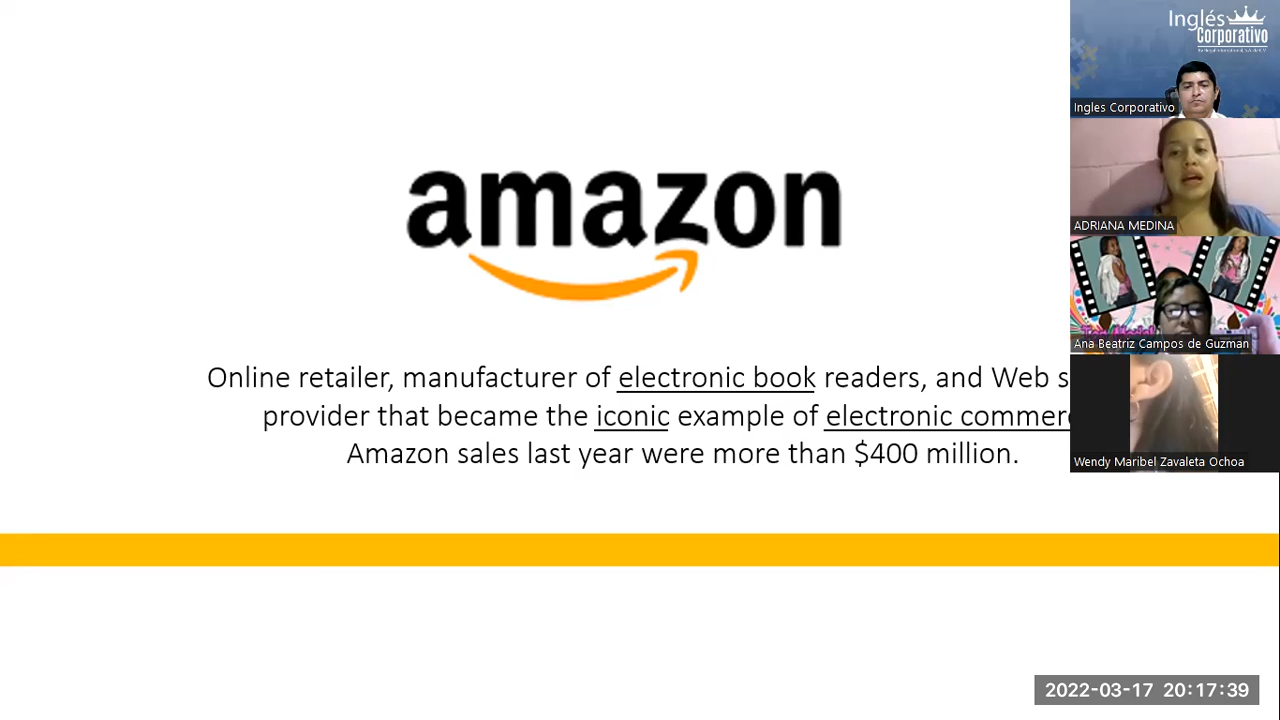 Inglés
Corporativo
Ingles Corporativo
ADRIANA MEDINA
Ana Beatriz Campos de Guzman
Wendy Maribel Zavaleta Ochoa
amazon
Online retailer, manufacturer of electronic book readers, and Web
provider that became the iconic example of electronic
Amazon sales last year were more than $400 million.
2022-03-17 20:17:39